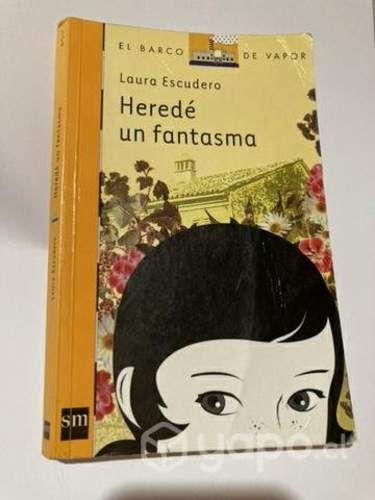 EL BARCO DE VAPOR
Laura Escudero
Heredé
un fantasma
Laura Escudero Heredé un fantasma
sm
yapo.cl